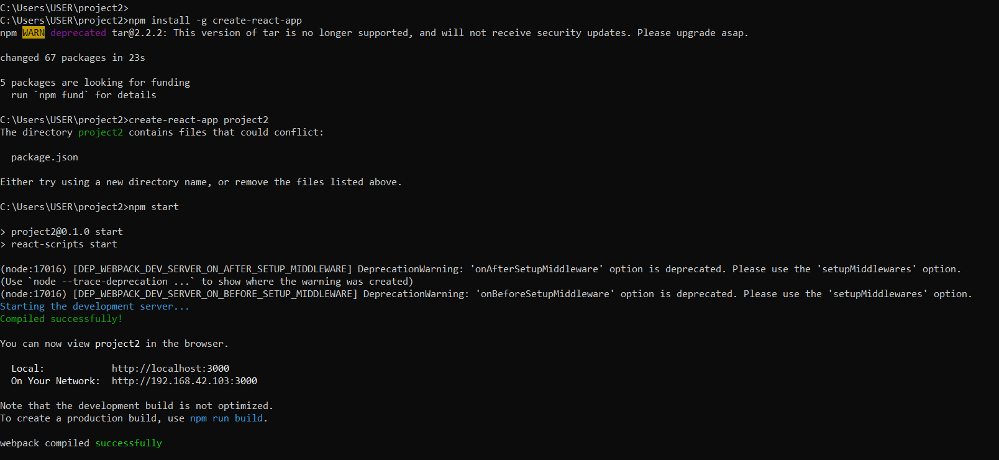 C:\Users\USER\project2>
C:\Users\USER\project2>npm install -g create-react-app
npm WARN deprecated tar@2.2.2: This version of tar is no longer supported, and will not receive security updates. Please upgrade asap.
changed 67 packages in 23s
5 packages are looking for funding
  run `npm fund` for details
C:\Users\USER\project2>create-react-app project2
The directory project2 contains files that could conflict:
  package.json
Either try using a new directory name, or remove the files listed above.
C:\Users\USER\project2>npm start
> project2@0.1.0 start
> react-scripts start
(node:17016) [DEP_WEBPACK_DEV_SERVER_ON_AFTER_SETUP_MIDDLEWARE] DeprecationWarning: 'onAfterSetupMiddleware' option is deprecated. Please use the 'setupMiddlewares' option.
(Use `node --trace-deprecation ...` to show where the warning was created)
(node:17016) [DEP_WEBPACK_DEV_SERVER_ON_BEFORE_SETUP_MIDDLEWARE] DeprecationWarning: 'onBeforeSetupMiddleware' option is deprecated. Please use the 'setupMiddlewares' option.
Starting the development server...
Compiled successfully!
You can now view project2 in the browser.
  Local:            http://localhost:3000
  On Your Network:  http://192.168.42.103:3000
Note that the development build is not optimized.
To create a production build, use npm run build.
webpack compiled successfully